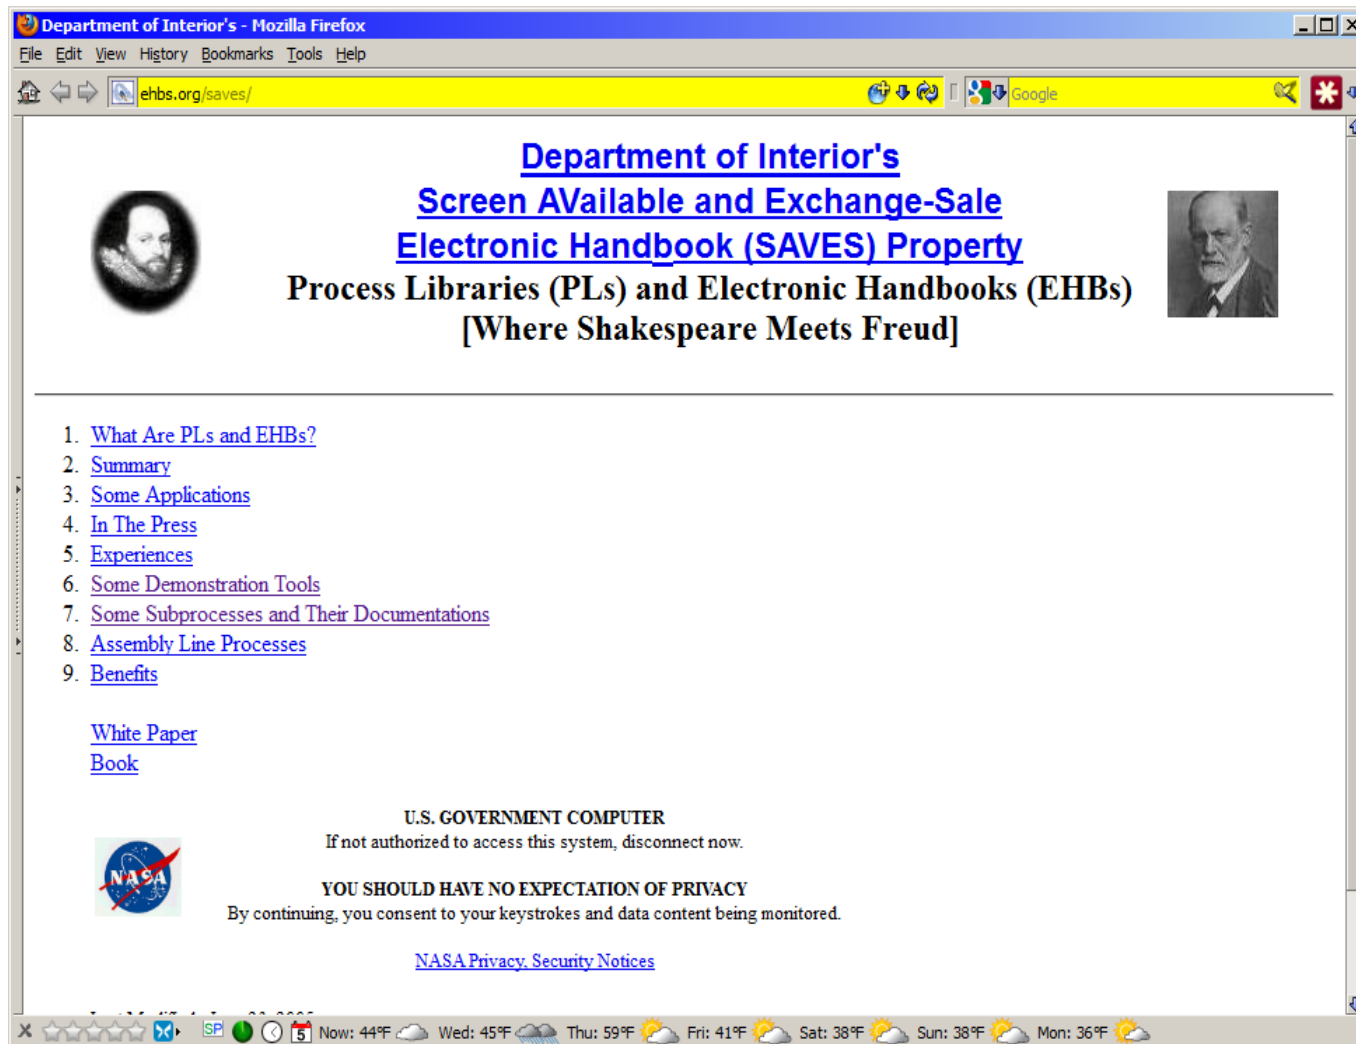 Department of Interior's - Mozilla Firefox
File Edit View History Bookmarks Tools Help
ehbs.org/saves/
Google
Department of Interior's
Screen AVailable and Exchange-Sale
Electronic Handbook (SAVES) Property
Process Libraries (PLs) and Electronic Handbooks (EHBs)
[Where Shakespeare Meets Freud]
1. What Are PLs and EHBs?
2. Summary
3. Some Applications
4. In The Press
5. Experiences
6. Some Demonstration Tools
7. Some Subprocesses and Their Documentations
8. Assembly Line Processes
9. Benefits
White Paper
Book
U.S. GOVERNMENT COMPUTER
If not authorized to access this system, disconnect now.
NASA
YOU SHOULD HAVE NO EXPECTATION OF PRIVACY
By continuing, you consent to your keystrokes and data content being monitored.
NASA Privacy, Security Notices
SP 5 Now: 44°F Wed: 45°F Thu: 59°F Fri: 41°F Sat: 38°F Sun: 38°F Mon: 36°F